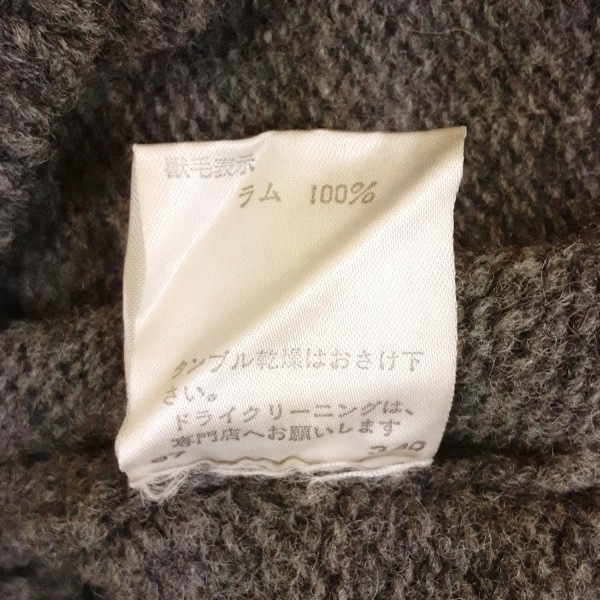 獣毛表示
ラム 100%
タンブル乾燥はおさけ下
さい。
ドライクリーニングは、
専門店へお願いします